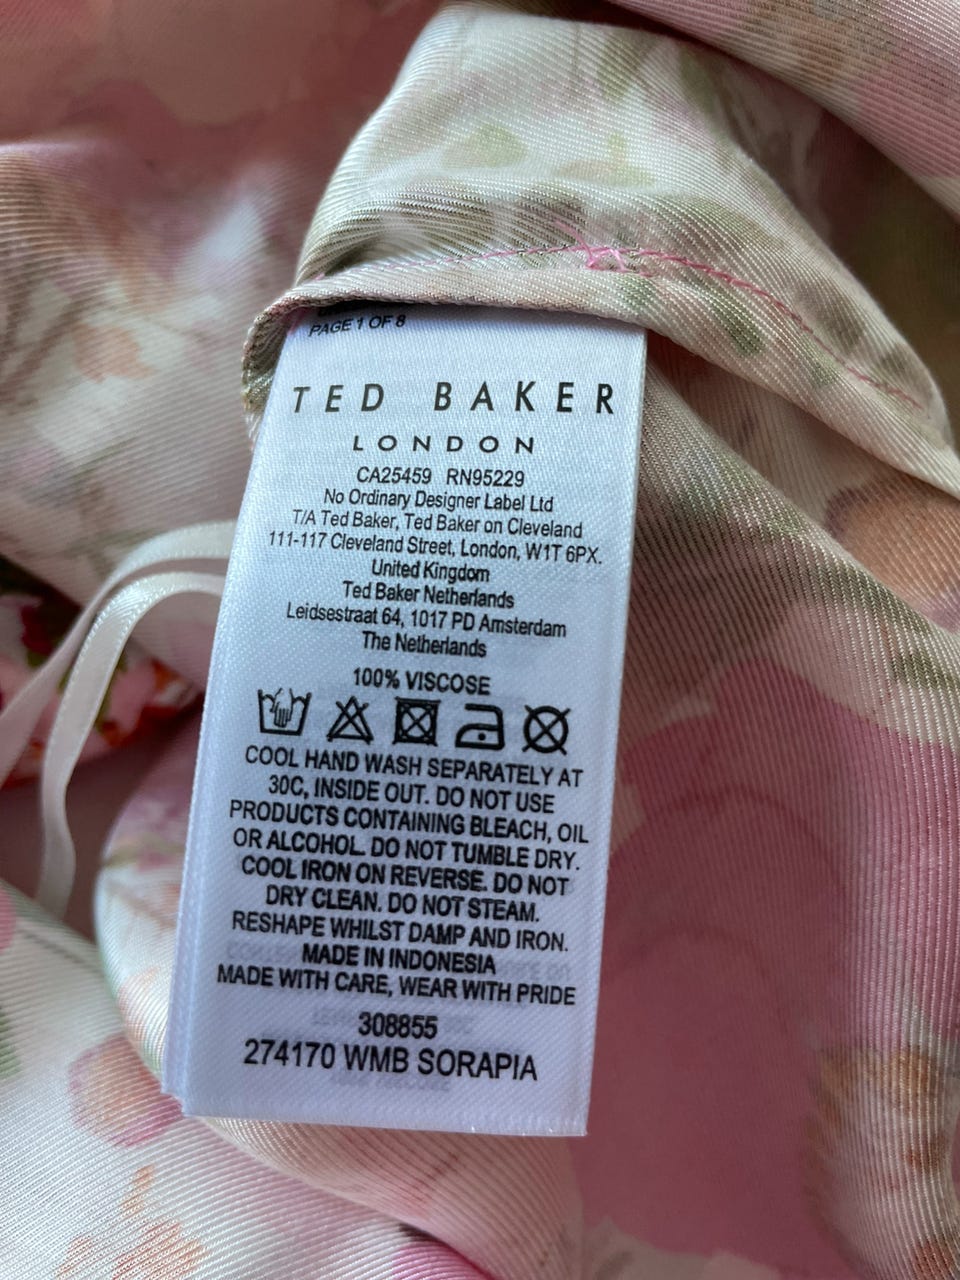 PAGE 1 OF 8
TED BAKER
LONDON
CA25459 RN95229
No Ordinary Designer Label Ltd
T/A Ted Baker, Ted Baker on Cleveland
111-117 Cleveland Street, London, W1T 6PX.
United Kingdom
Ted Baker Netherlands
Leidsestraat 64, 1017 PD Amsterdam
The Netherlands
100% VISCOSE
COOL HAND WASH SEPARATELY AT
30C, INSIDE OUT. DO NOT USE
PRODUCTS CONTAINING BLEACH, OIL
OR ALCOHOL. DO NOT TUMBLE DRY.
COOL IRON ON REVERSE. DO NOT
DRY CLEAN. DO NOT STEAM.
RESHAPE WHILST DAMP AND IRON.
MADE IN INDONESIA
MADE WITH CARE, WEAR WITH PRIDE
308855
274170 WMB SORAPIA